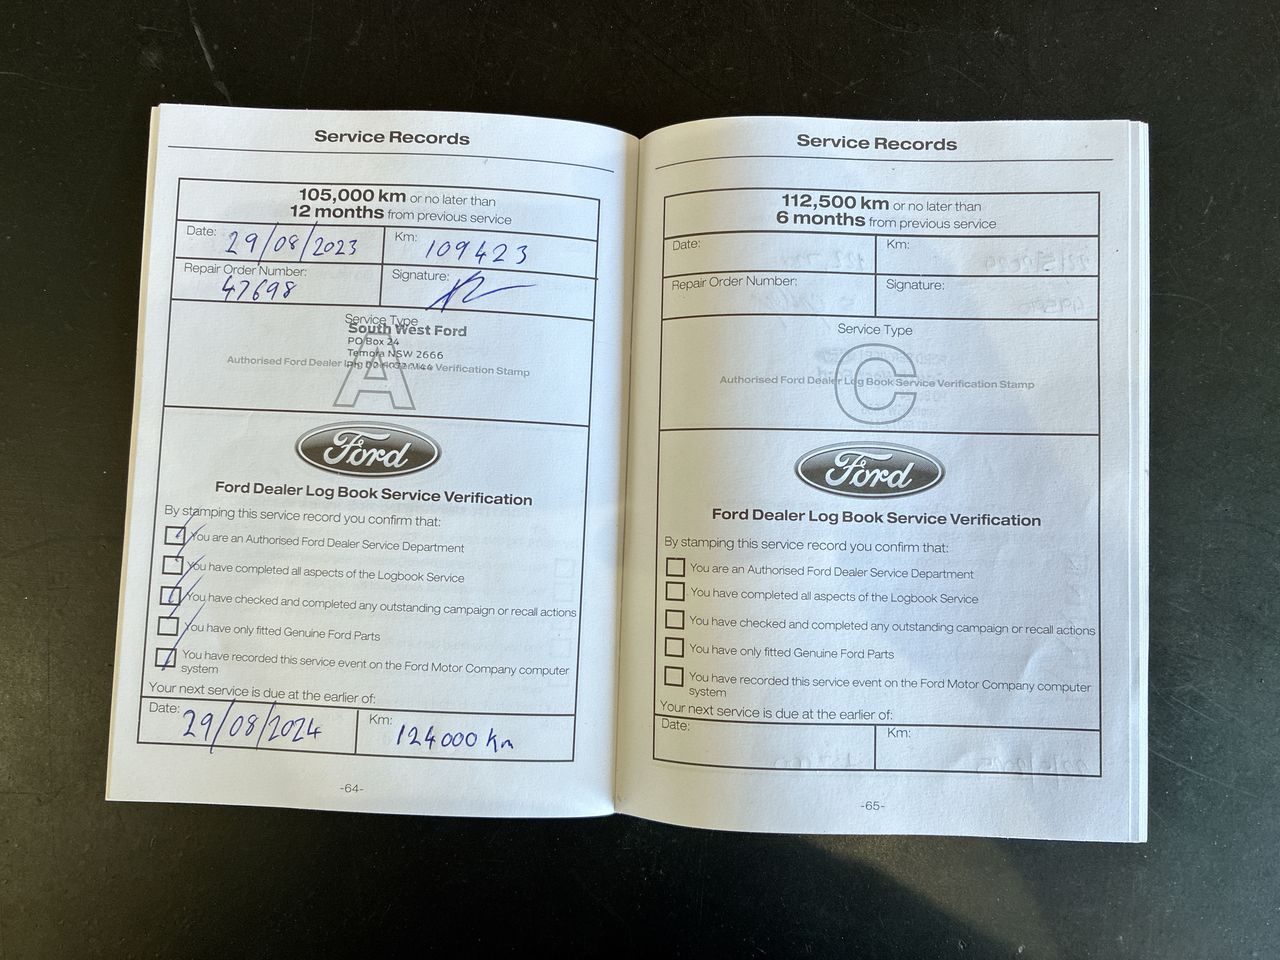 Service Records
105,000 km or no later than
12 months from previous service
Date: 29/08/2023 Km: 109423
Repair Order Number: Signature:
47698
Service Type
South West Ford
PO Box 24
Temora NSW 2666
Authorised Ford Dealer Verification Stamp
A
Ford
Ford Dealer Log Book Service Verification
By stamping this service record you confirm that:
You are an Authorised Ford Dealer Service Department
You have completed all aspects of the Logbook Service
You have checked and completed any outstanding campaign or recall actions
You have only fitted Genuine Ford Parts
You have recorded this service event on the Ford Motor Company computer
system
Your next service is due at the earlier of:
Date: 29/08/2024 Km: 124000 Km
-64-
Service Records
112,500 km or no later than
6 months from previous service
Date: Km:
Repair Order Number: Signature:
Service Type
Authorised Ford Dealer Log Book Service Verification Stamp
C
Ford
Ford Dealer Log Book Service Verification
By stamping this service record you confirm that:
You are an Authorised Ford Dealer Service Department
You have completed all aspects of the Logbook Service
You have checked and completed any outstanding campaign or recall actions
You have only fitted Genuine Ford Parts
You have recorded this service event on the Ford Motor Company computer
system
Your next service is due at the earlier of:
Date: Km:
-65-